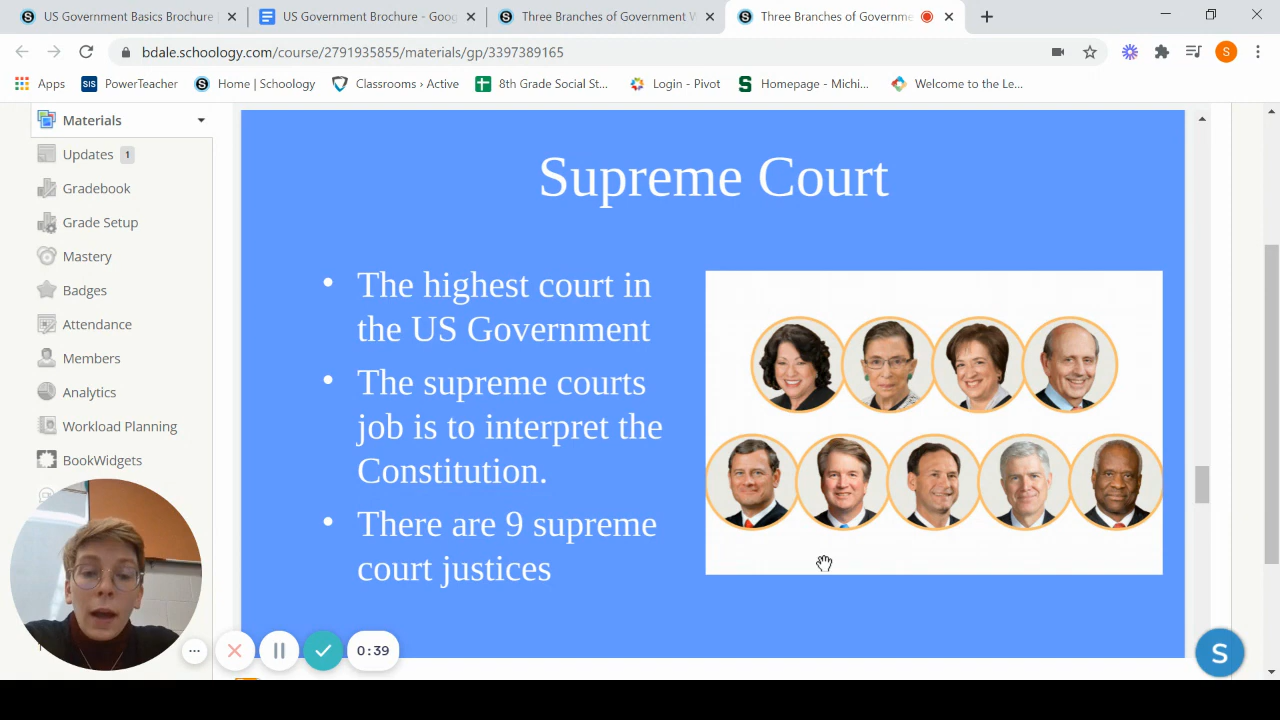 US Government Basics Brochure
US Government Brochure - Goog
Three Branches of Government W
Three Branches of Governme
bdale.schoology.com/course/2791935855/materials/gp/3397389165
S
Apps
SIS PowerTeacher
S Home | Schoology
Classrooms › Active
8th Grade Social St...
Login - Pivot
S Homepage - Michi...
Welcome to the Le...
Materials
Updates 1
Gradebook
Grade Setup
Mastery
Badges
Attendance
Members
Analytics
Workload Planning
BookWidgets
Supreme Court
• The highest court in
the US Government
• The supreme courts
job is to interpret the
Constitution.
• There are 9 supreme
court justices
0:39
S